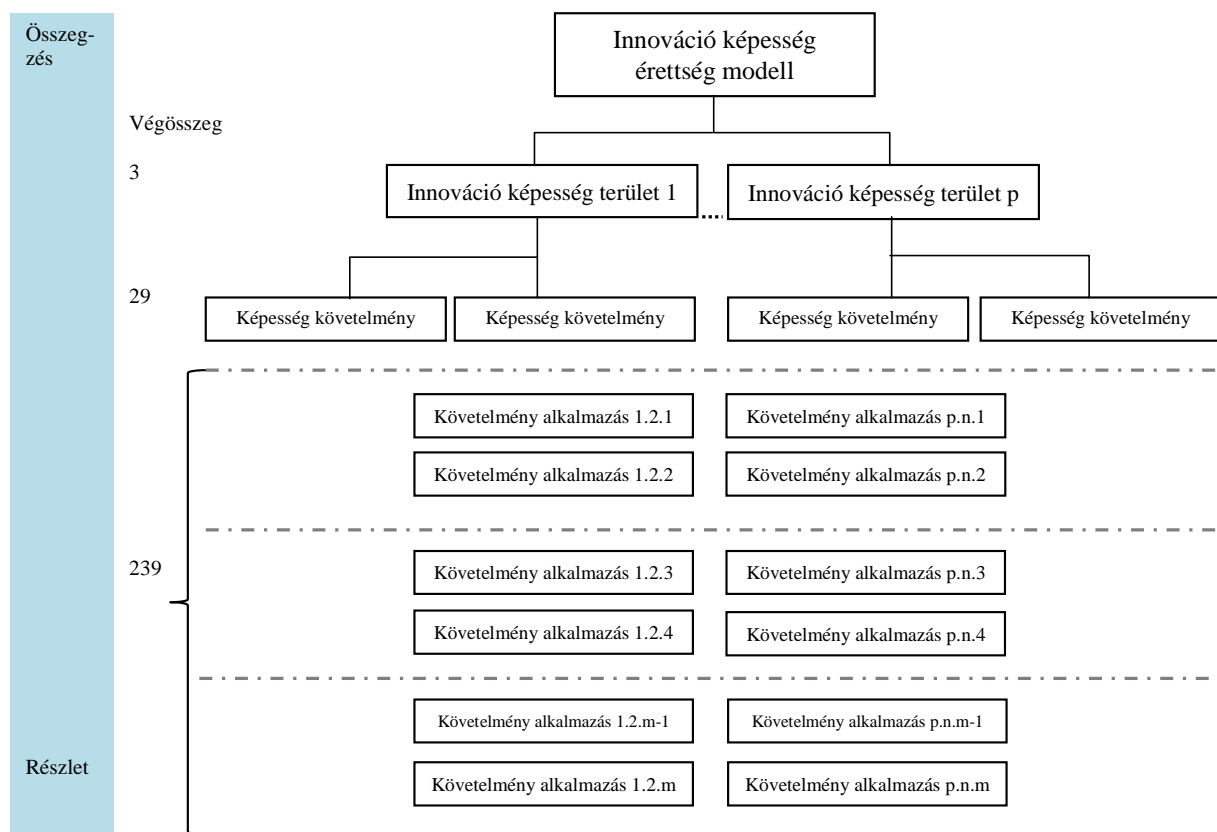 Összeg-
zés
Innováció képesség
érettség modell
Végösszeg
3
Innováció képesség terület 1
Innováció képesség terület p
29
Képesség követelmény
Képesség követelmény
Képesség követelmény
Képesség követelmény
Követelmény alkalmazás 1.2.1
Követelmény alkalmazás p.n.1
Követelmény alkalmazás 1.2.2
Követelmény alkalmazás p.n.2
239
Követelmény alkalmazás 1.2.3
Követelmény alkalmazás p.n.3
Követelmény alkalmazás 1.2.4
Követelmény alkalmazás p.n.4
Követelmény alkalmazás 1.2.m-1
Követelmény alkalmazás p.n.m-1
Részlet
Követelmény alkalmazás 1.2.m
Követelmény alkalmazás p.n.m